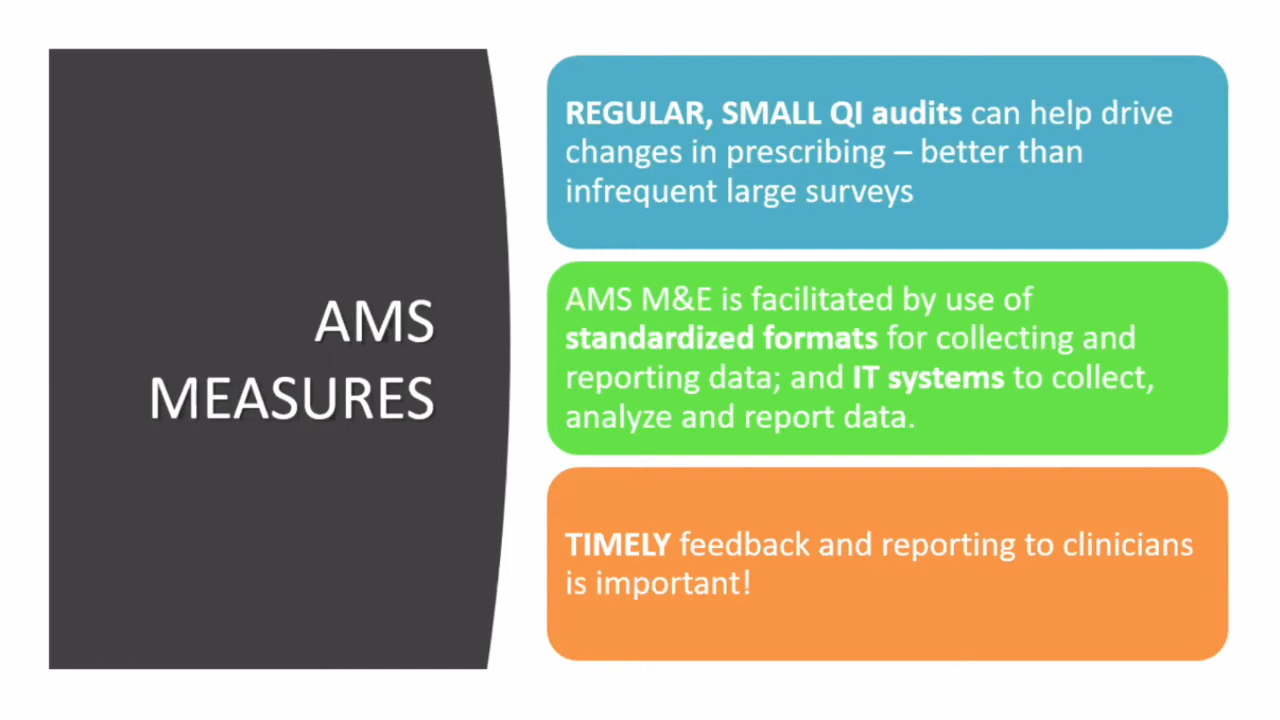 AMS
MEASURES
REGULAR, SMALL QI audits can help drive
changes in prescribing – better than
infrequent large surveys
AMS M&E is facilitated by use of
standardized formats for collecting and
reporting data; and IT systems to collect,
analyze and report data.
TIMELY feedback and reporting to clinicians
is important!